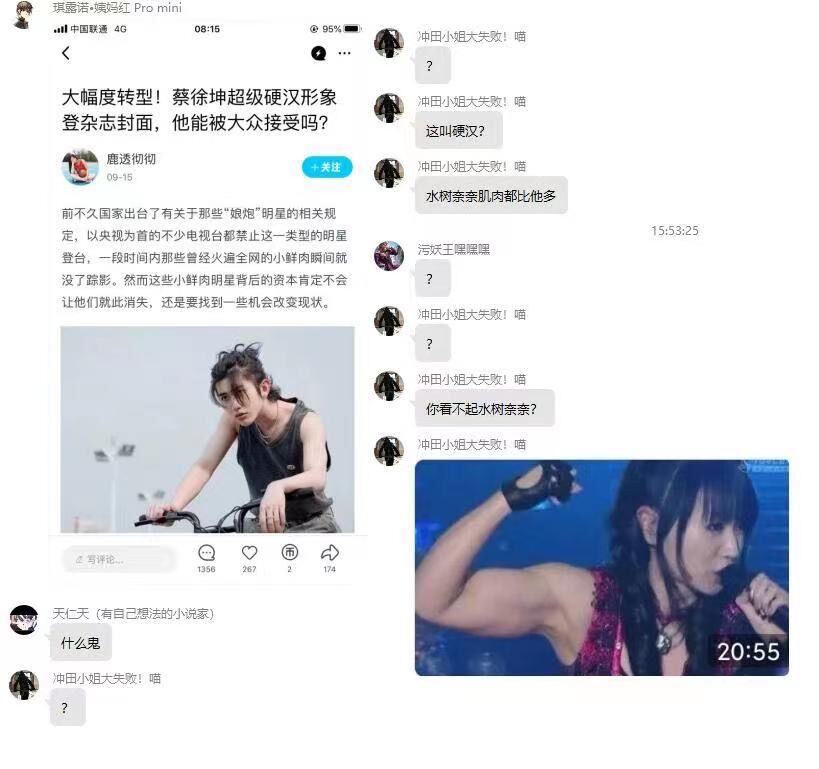 琪露诺•姨妈红 Pro mini
中国联通 4G
08:15
95%
大幅度转型！蔡徐坤超级硬汉形象
登杂志封面，他能被大众接受吗？
鹿透彻彻
09-15
+关注
前不久国家出台了有关于那些“娘炮”明星的相关规
定，以央视为首的不少电视台都禁止这一类型的明星
登台，一段时间内那些曾经火遍全网的小鲜肉瞬间就
没了踪影。然而这些小鲜肉明星背后的资本肯定不会
让他们就此消失，还是要找到一些机会改变现状。
写评论...
1356
267
币
2
174
天仁天（有自己想法的小说家）
什么鬼
冲田小姐大失败！喵
？
冲田小姐大失败！喵
？
冲田小姐大失败！喵
这叫硬汉？
冲田小姐大失败！喵
水树奈奈肌肉都比他多
15:53:25
污妖王嘿嘿嘿
？
冲田小姐大失败！喵
？
冲田小姐大失败！喵
你看不起水树奈奈？
冲田小姐大失败！喵
20:55